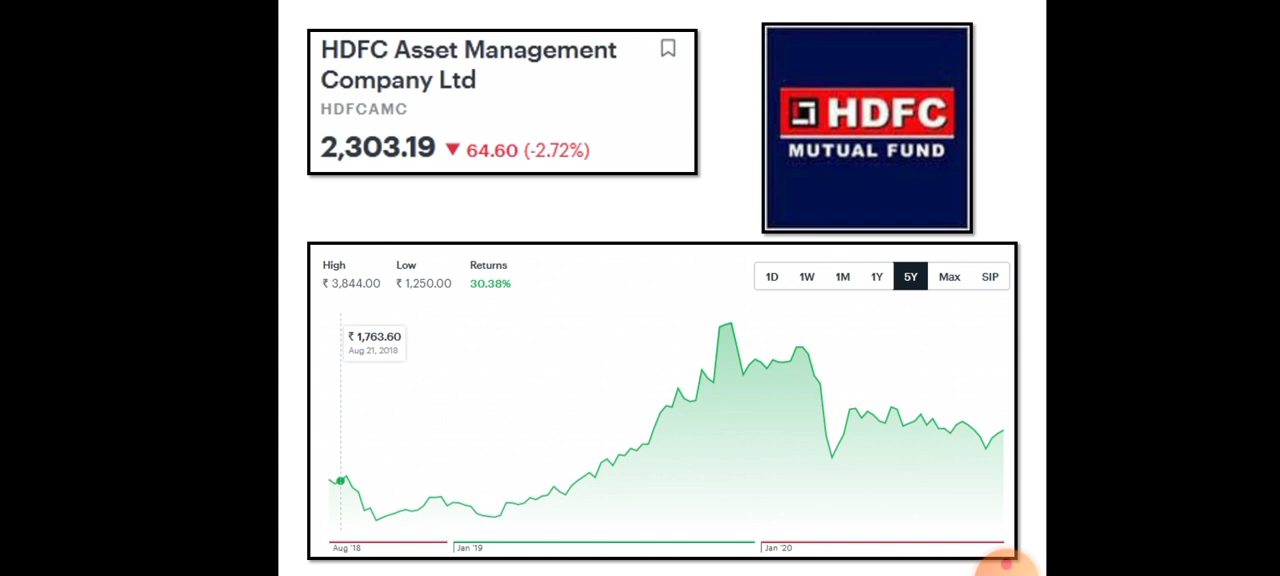 HDFC Asset Management
Company Ltd
HDFCAMC
2,303.19 ▼ 64.60 (-2.72%)
HDFC
MUTUAL FUND
High Low Returns
₹ 3,844.00 ₹ 1,250.00 30.38%
1D 1W 1M 1Y 5Y Max SIP
₹ 1,763.60
Aug 21, 2018
Aug '18 Jan '19 Jan '20